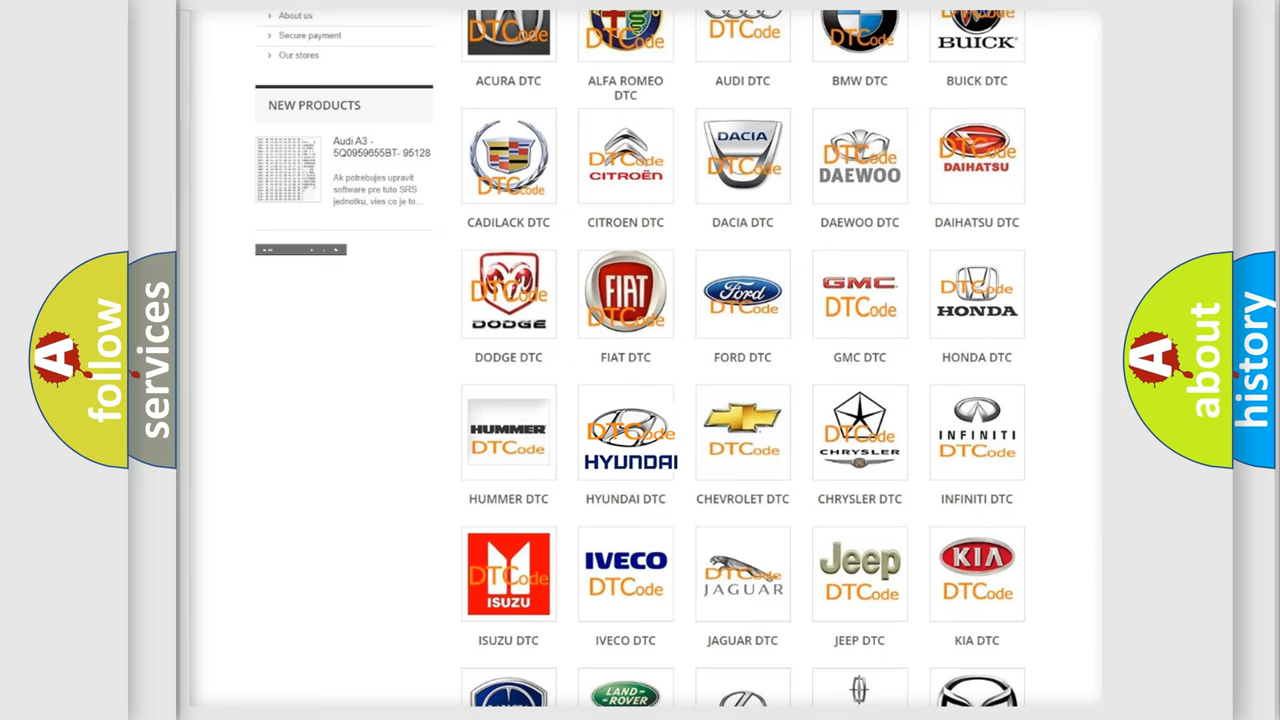 About us
Secure payment
Our stores
NEW PRODUCTS
Audi A3 -
5Q0959655BT- 95128
Ak potrebujes upravit
software pre tuto SRS
jednotku, vies co je to...
DTCode
DTCode
DTCode
DTCode
BUICK
ACURA DTC
ALFA ROMEO
DTC
AUDI DTC
BMW DTC
BUICK DTC
DTCode
DTCode
CITROËN
DACIA
DTCode
DTCode
DAEWOO
DTCode
DAIHATSU
CADILACK DTC
CITROEN DTC
DACIA DTC
DAEWOO DTC
DAIHATSU DTC
DTCode
DODGE
FIAT
DTCode
Ford
DTCode
GMC
DTCode
DTCode
HONDA
DODGE DTC
FIAT DTC
FORD DTC
GMC DTC
HONDA DTC
HUMMER
DTCode
DTCode
HYUNDAI
DTCode
DTCode
CHRYSLER
INFINITI
DTCode
HUMMER DTC
HYUNDAI DTC
CHEVROLET DTC
CHRYSLER DTC
INFINITI DTC
DTCode
ISUZU
IVECO
DTCode
DTCode
JAGUAR
Jeep
DTCode
KIA
DTCode
ISUZU DTC
IVECO DTC
JAGUAR DTC
JEEP DTC
KIA DTC
LAND-
ROVER
A
follow
services
A
about
history